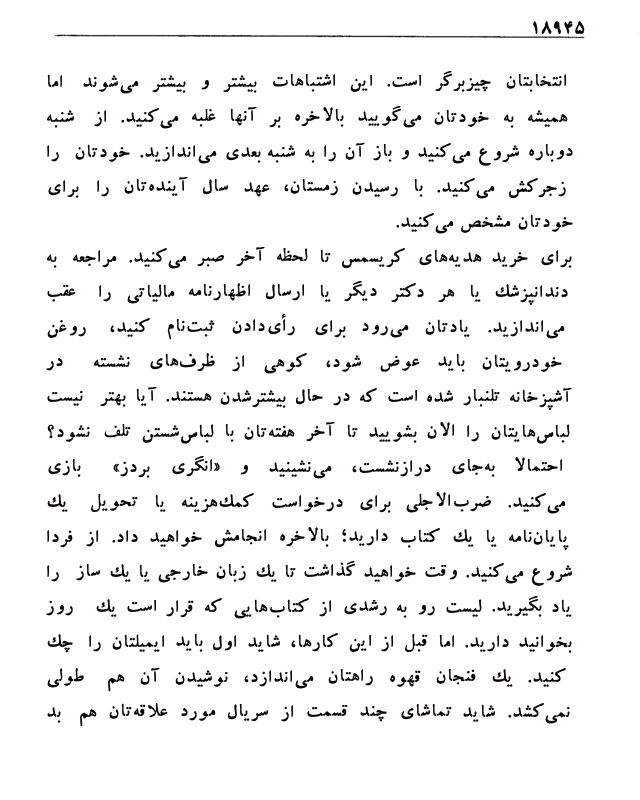 ۱۸۹۴۵
انتخابتان چیزبرگر است. این اشتباهات بیشتر و بیشتر می‌شوند اما
همیشه به خودتان می‌گویید بالاخره بر آنها غلبه می‌کنید. از شنبه
دوباره شروع می‌کنید و باز آن را به شنبه بعدی می‌اندازید. خودتان را
زجرکش می‌کنید. با رسیدن زمستان، عهد سال آینده‌تان را برای
خودتان مشخص می‌کنید.
برای خرید هدیه‌های کریسمس تا لحظه آخر صبر می‌کنید. مراجعه به
دندانپزشك یا هر دکتر دیگر یا ارسال اظهارنامه مالیاتی را عقب
می‌اندازید. یادتان می‌رود برای رأی‌دادن ثبت‌نام کنید، روغن
خودرویتان باید عوض شود، کوهی از ظرف‌های نشسته در
آشپزخانه تلنبار شده است که در حال بیشترشدن هستند. آیا بهتر نیست
لباس‌هایتان را الان بشویید تا آخر هفته‌تان با لباس‌شستن تلف نشود؟
احتمالا به‌جای درازنشست، می‌نشینید و «انگری بردز» بازی
می‌کنید. ضرب‌الاجلی برای درخواست کمك‌هزینه یا تحویل یك
پایان‌نامه یا یك کتاب دارید؛ بالاخره انجامش خواهید داد. از فردا
شروع می‌کنید. وقت خواهید گذاشت تا یك زبان خارجی یا یك ساز را
یاد بگیرید. لیست رو به رشدی از کتاب‌هایی که قرار است یك روز
بخوانید دارید. اما قبل از این کارها، شاید اول باید ایمیلتان را چك
کنید. یك فنجان قهوه راهتان می‌اندازد، نوشیدن آن هم طولی
نمی‌کشد. شاید تماشای چند قسمت از سریال مورد علاقه‌تان هم بد